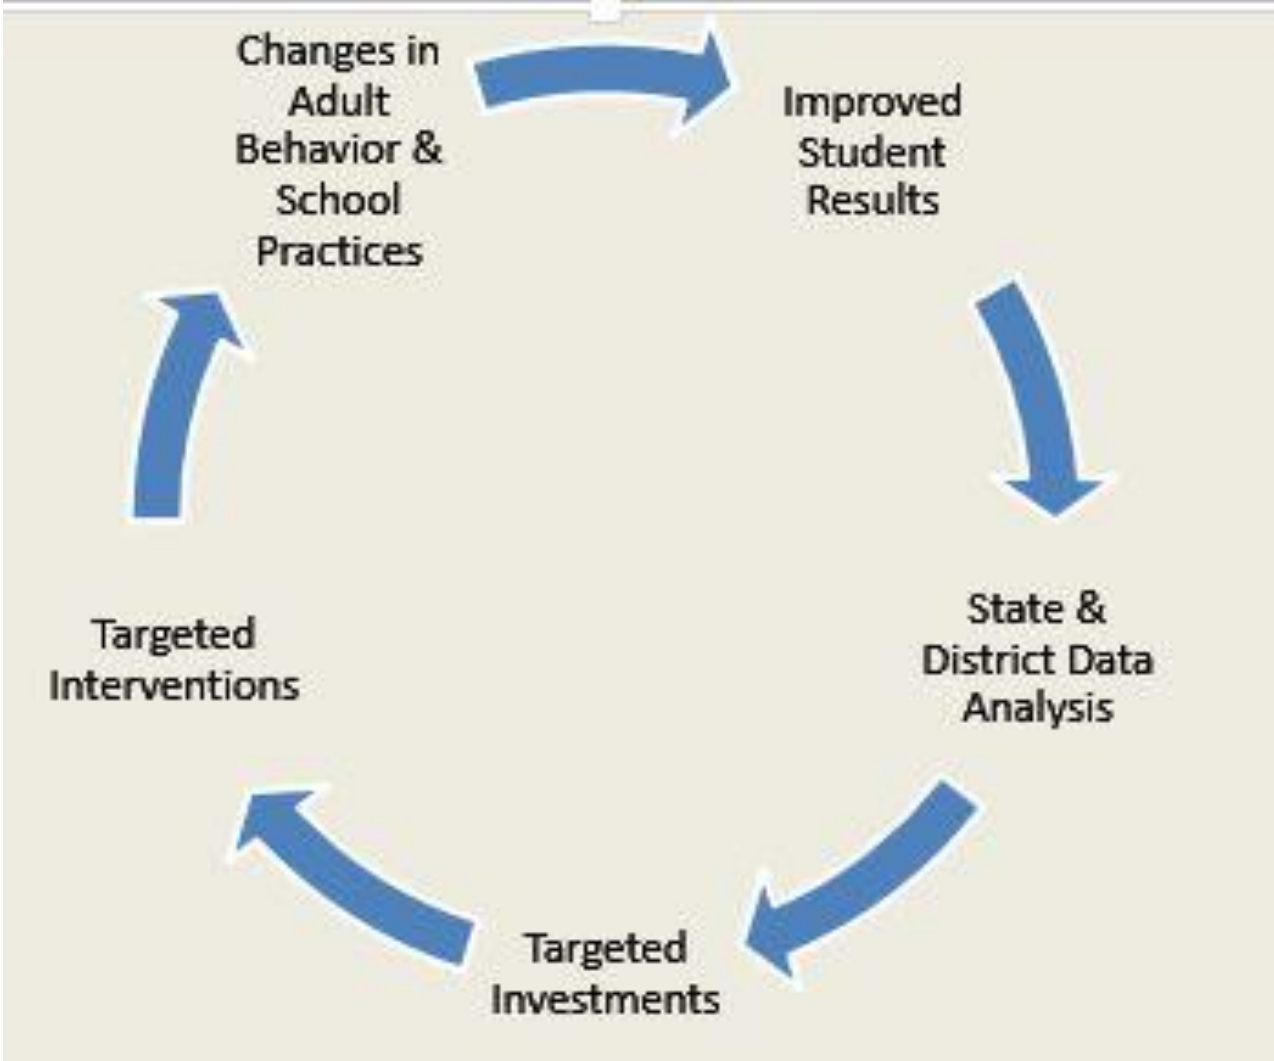 Changes in
Adult
Behavior &
School
Practices
Improved
Student
Results
State &
District Data
Analysis
Targeted
Investments
Targeted
Interventions